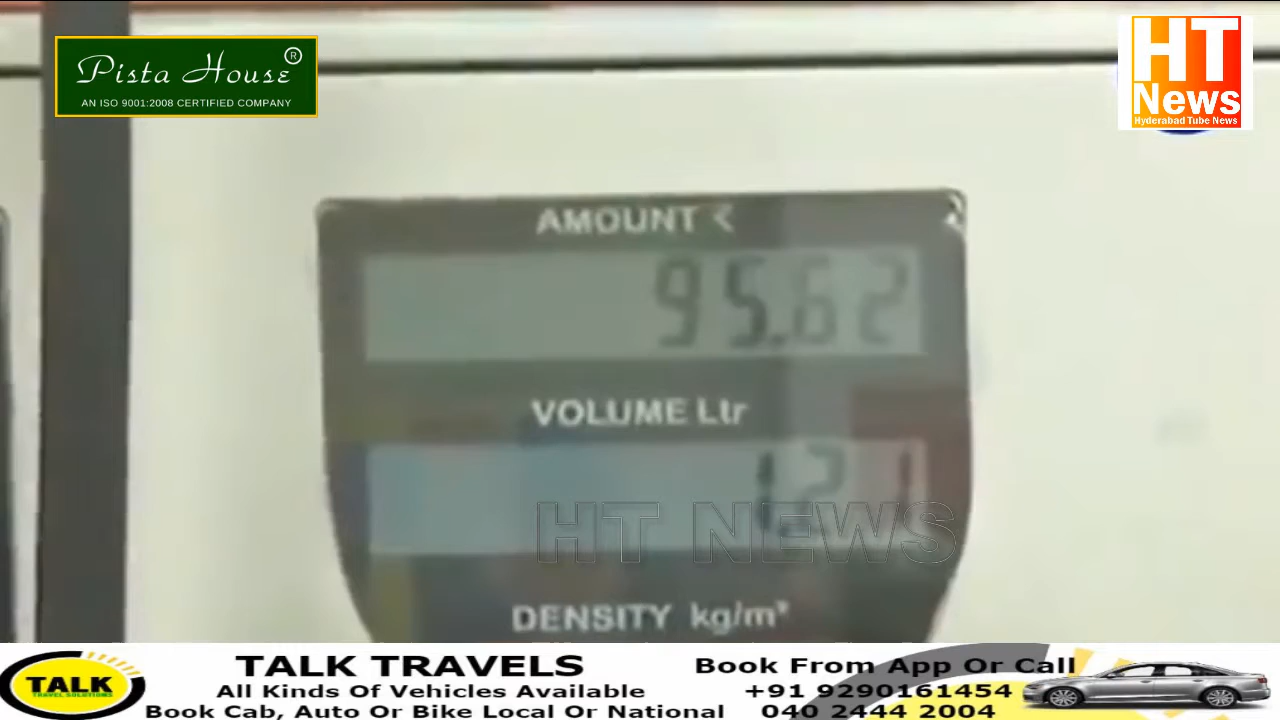 Pista House ®
AN ISO 9001:2008 CERTIFIED COMPANY
HT
News
Hyderabad Tube News
AMOUNT ₹
95.62
VOLUME Ltr
1.21
HT NEWS
DENSITY kg/m³
TALK
TRAVEL SOLUTIONS
TALK TRAVELS
All Kinds Of Vehicles Available
Book Cab, Auto Or Bike Local Or National
Book From App Or Call
+91 9290161454
040 2444 2004